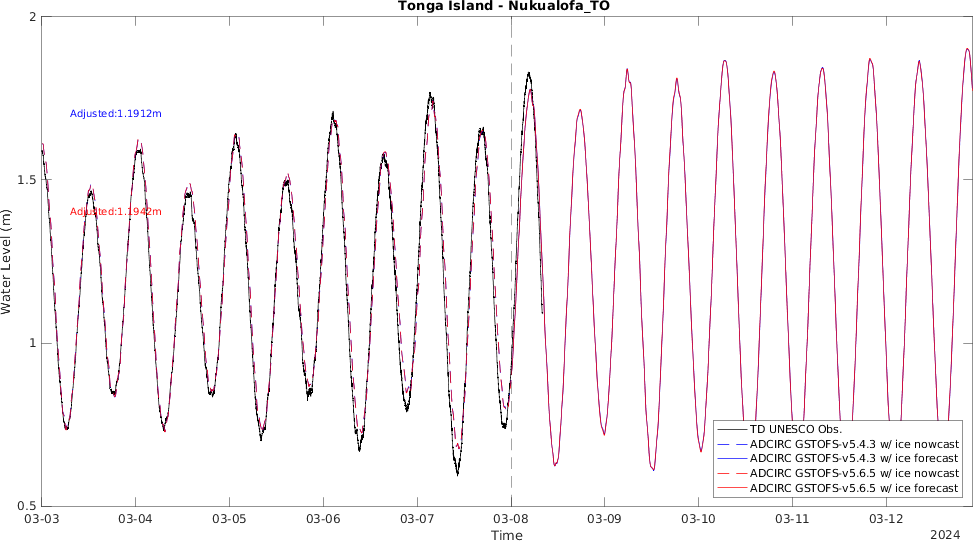 Tonga Island - Nukualofa_TO
2
1.5
1
0.5
Water Level (m)
Adjusted:1.1912m
Adjusted:1.1942m
TD UNESCO Obs.
ADCIRC GSTOFS-v5.4.3 w/ ice nowcast
ADCIRC GSTOFS-v5.4.3 w/ ice forecast
ADCIRC GSTOFS-v5.6.5 w/ ice nowcast
ADCIRC GSTOFS-v5.6.5 w/ ice forecast
03-03 03-04 03-05 03-06 03-07 03-08 03-09 03-10 03-11 03-12
Time
2024